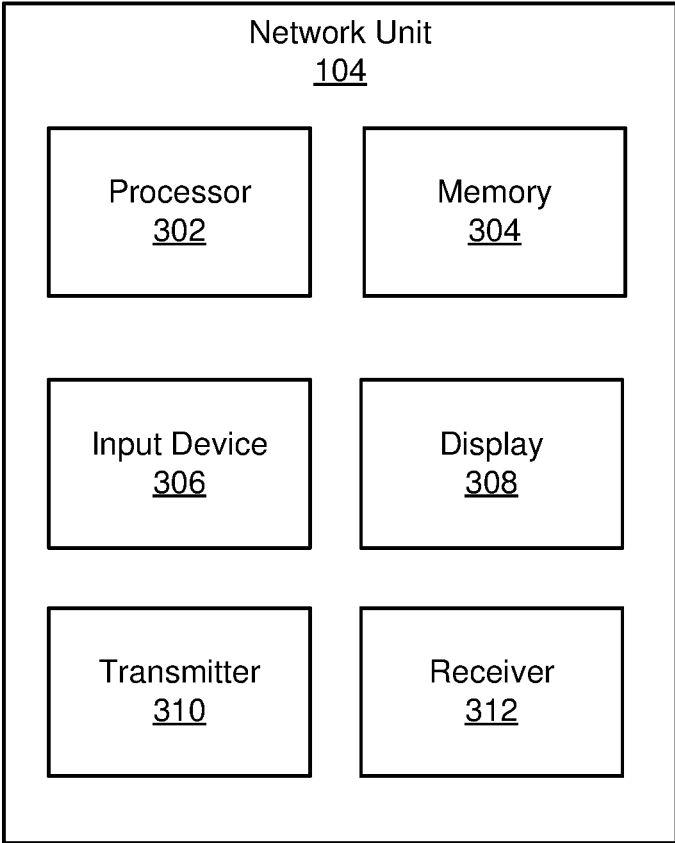 Network Unit
104
Processor
302
Memory
304
Input Device
306
Display
308
Transmitter
310
Receiver
312